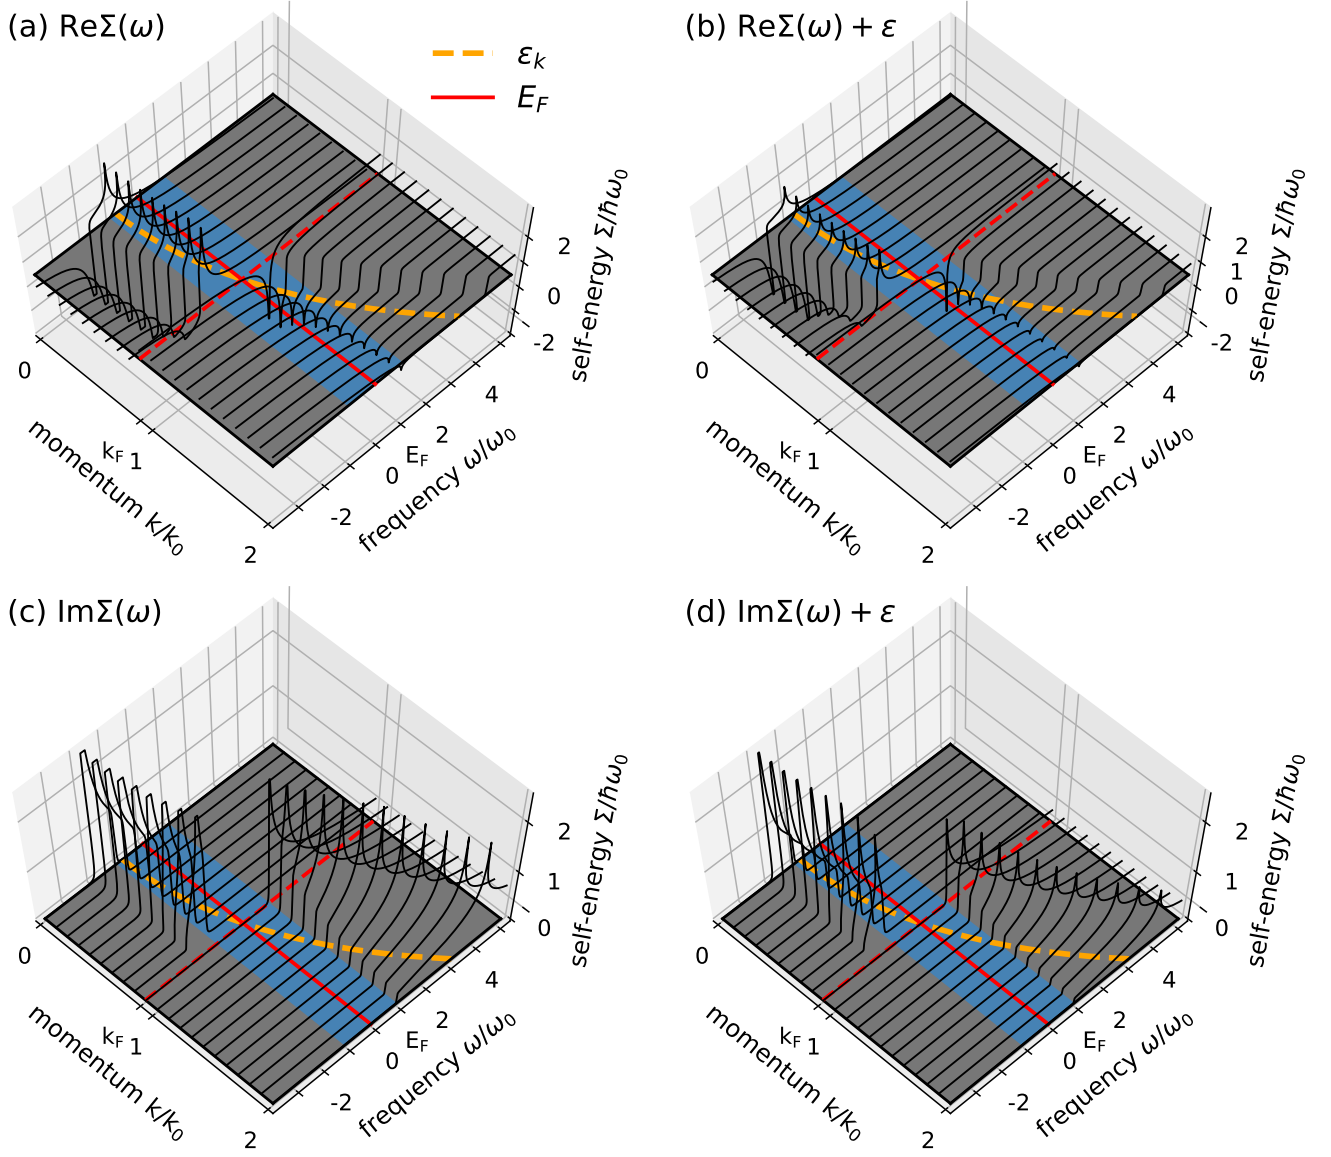 (a) ReΣ(ω)
ε_k
E_F
2
0
-2
self-energy Σ/ħω₀
0
k_F 1
2
momentum k/k₀
-2
0
E_F
2
4
frequency ω/ω₀
(b) ReΣ(ω) + ε
2
1
0
-2
self-energy Σ/ħω₀
0
k_F 1
2
momentum k/k₀
-2
0
E_F
2
4
frequency ω/ω₀
(c) ImΣ(ω)
2
1
0
self-energy Σ/ħω₀
0
k_F 1
2
momentum k/k₀
-2
0
E_F
2
4
frequency ω/ω₀
(d) ImΣ(ω) + ε
2
1
0
self-energy Σ/ħω₀
0
k_F 1
2
momentum k/k₀
-2
0
E_F
2
4
frequency ω/ω₀